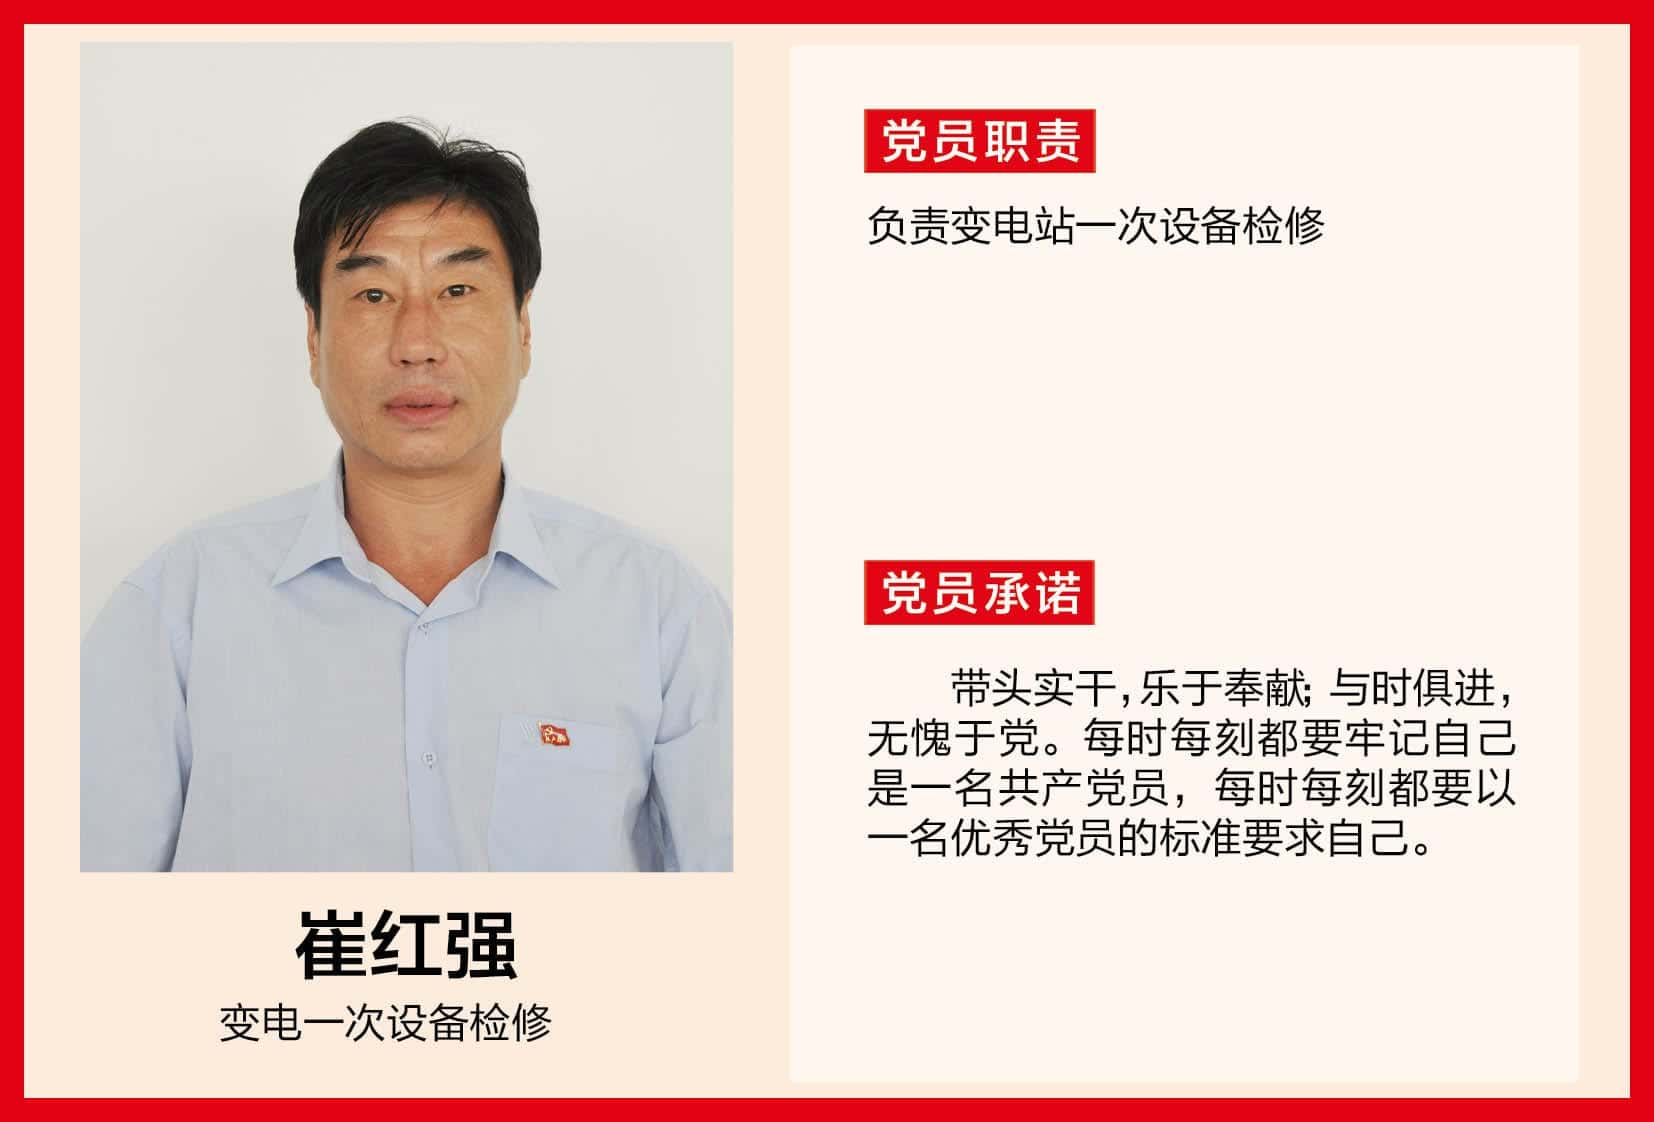 党员职责
负责变电站一次设备检修
党员承诺
带头实干,乐于奉献; 与时俱进，
无愧于党。每时每刻都要牢记自己
是一名共产党员，每时每刻都要以
一名优秀党员的标准要求自己。
崔红强
变电一次设备检修